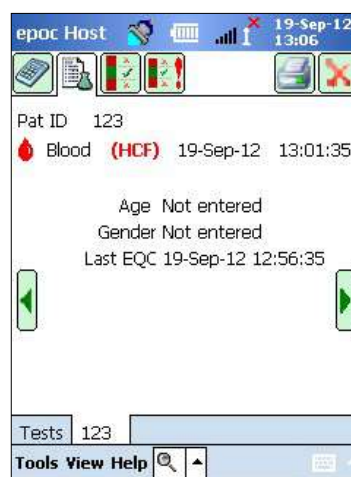 epoc Host 19-Sep-12
13:06
Pat ID 123
Blood (HCF) 19-Sep-12 13:01:35
Age Not entered
Gender Not entered
Last EQC 19-Sep-12 12:56:35
Tests 123
Tools View Help